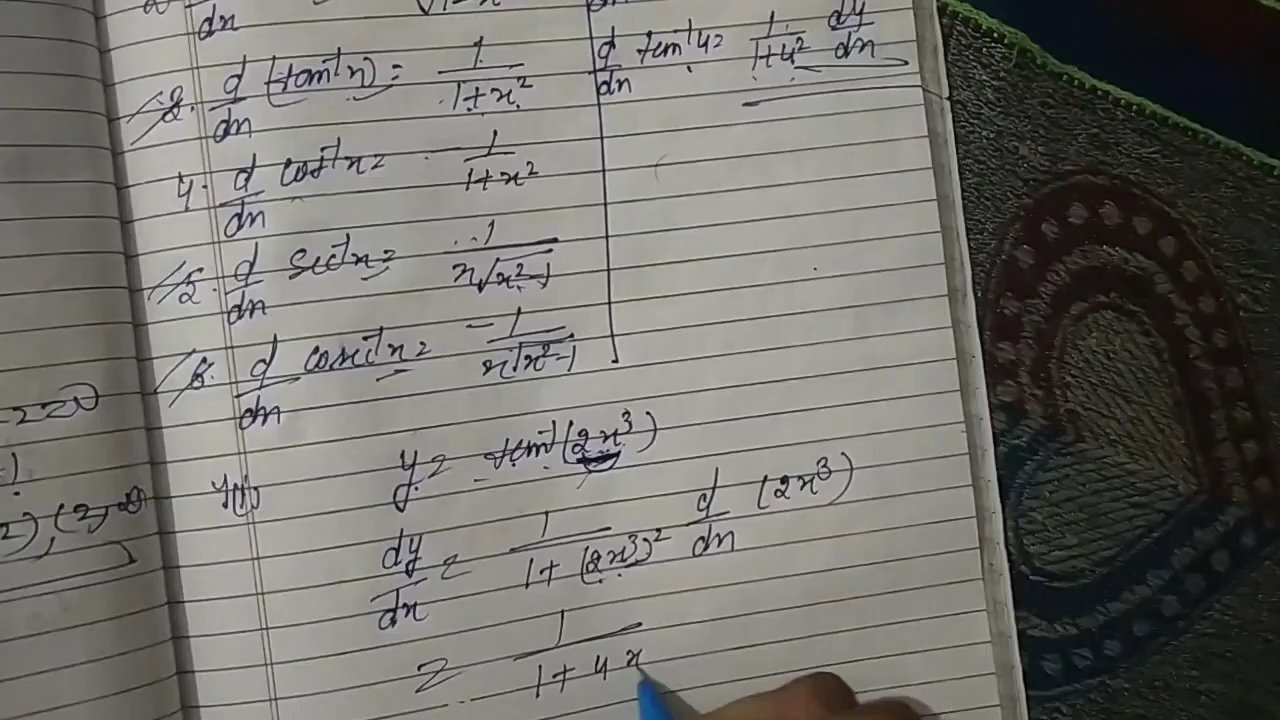 dx
3. d/dx (tan⁻¹x) = 1/1+x²
d/dx tan⁻¹u = 1/1+u² dy/dx
4. d/dx cot⁻¹x = - 1/1+x²
5. d/dx sec⁻¹x = 1/x√x²-1
6. d/dx cosec⁻¹x = -1/x√x²-1
y = tan⁻¹(2x³)
dy/dx = 1/1+(2x³)² d/dx (2x³)
= 1/1+4x